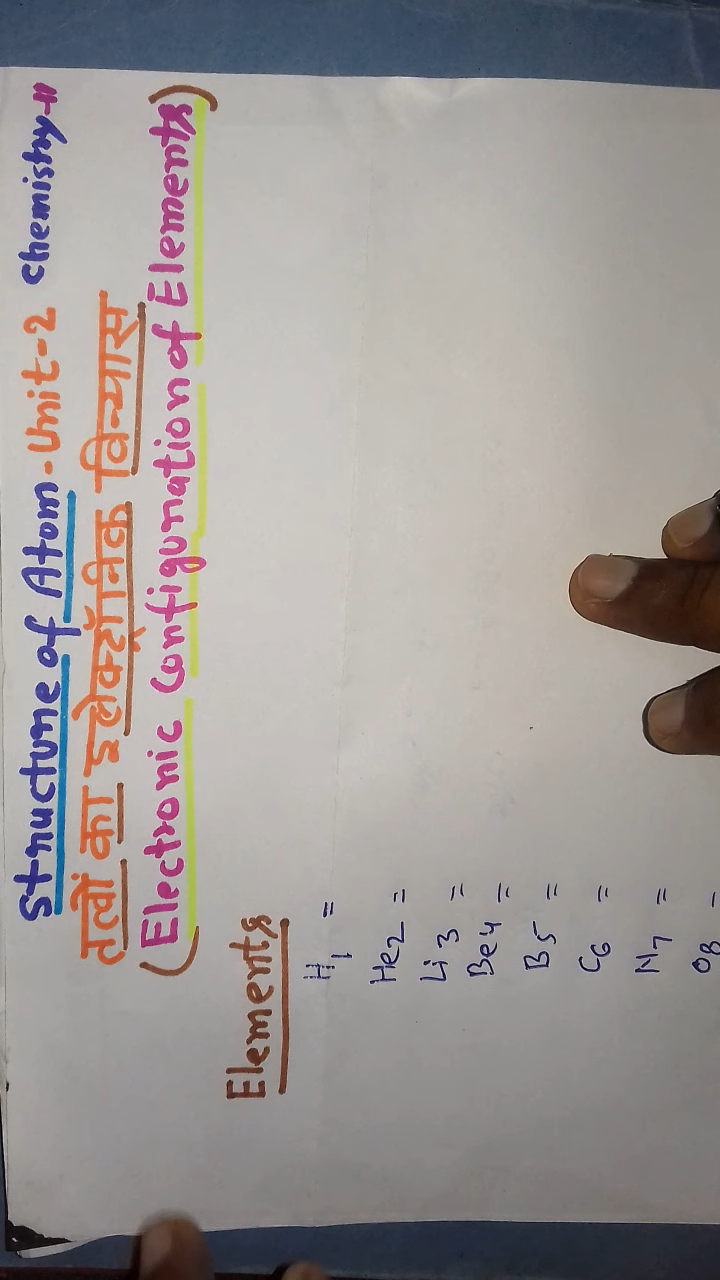 Structure of Atom - Unit-2 chemistry-11
तत्वों का इलेक्ट्रॉनिक विन्यास
(Electronic Configuration of Elements)
Elements
H1 =
He2 =
Li3 =
Be4 =
B5 =
C6 =
N7 =
O8 =